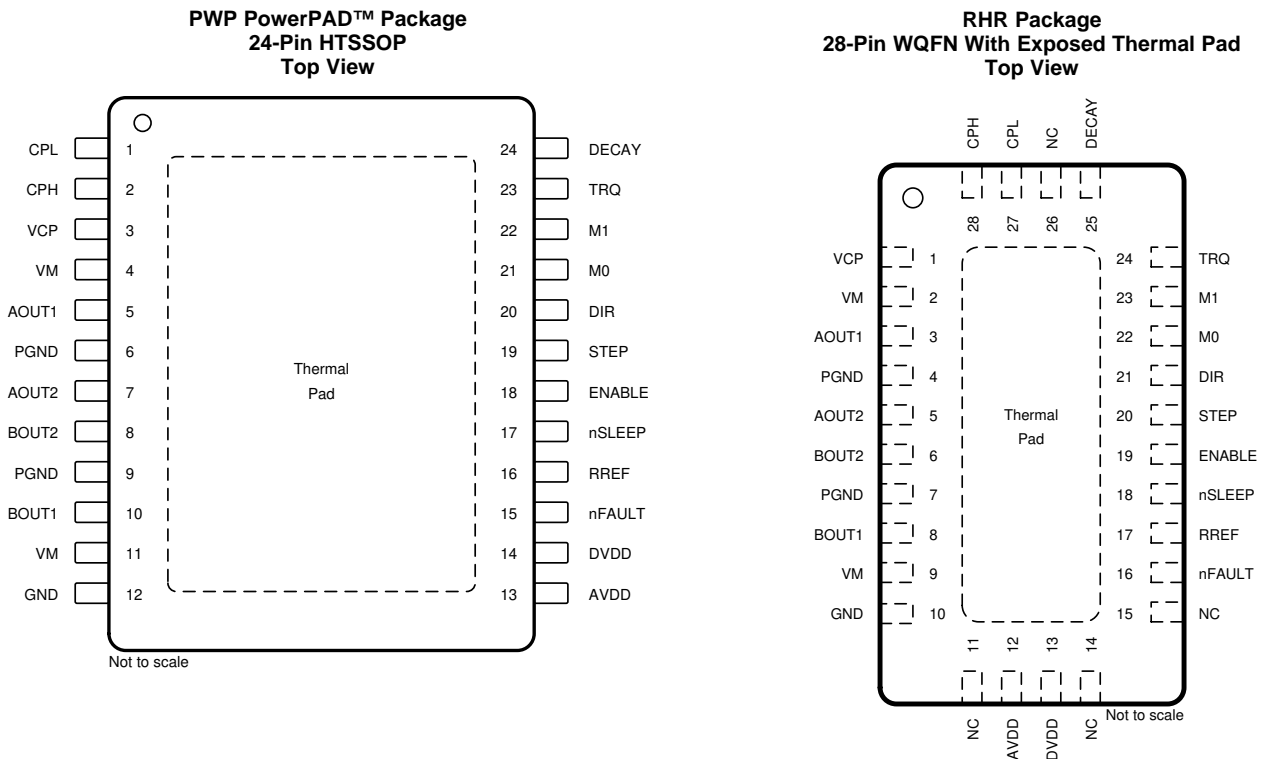 PWP PowerPAD™ Package
24-Pin HTSSOP
Top View
CPL 1
CPH 2
VCP 3
VM 4
AOUT1 5
PGND 6
AOUT2 7
BOUT2 8
PGND 9
BOUT1 10
VM 11
GND 12
Thermal
Pad
24 DECAY
23 TRQ
22 M1
21 M0
20 DIR
19 STEP
18 ENABLE
17 nSLEEP
16 RREF
15 nFAULT
14 DVDD
13 AVDD
Not to scale
RHR Package
28-Pin WQFN With Exposed Thermal Pad
Top View
CPH CPL NC DECAY
28 27 26 25
VCP 1
VM 2
AOUT1 3
PGND 4
AOUT2 5
BOUT2 6
PGND 7
BOUT1 8
VM 9
GND 10
Thermal
Pad
24 TRQ
23 M1
22 M0
21 DIR
20 STEP
19 ENABLE
18 nSLEEP
17 RREF
16 nFAULT
15 NC
11 12 13 14
NC AVDD DVDD NC
Not to scale